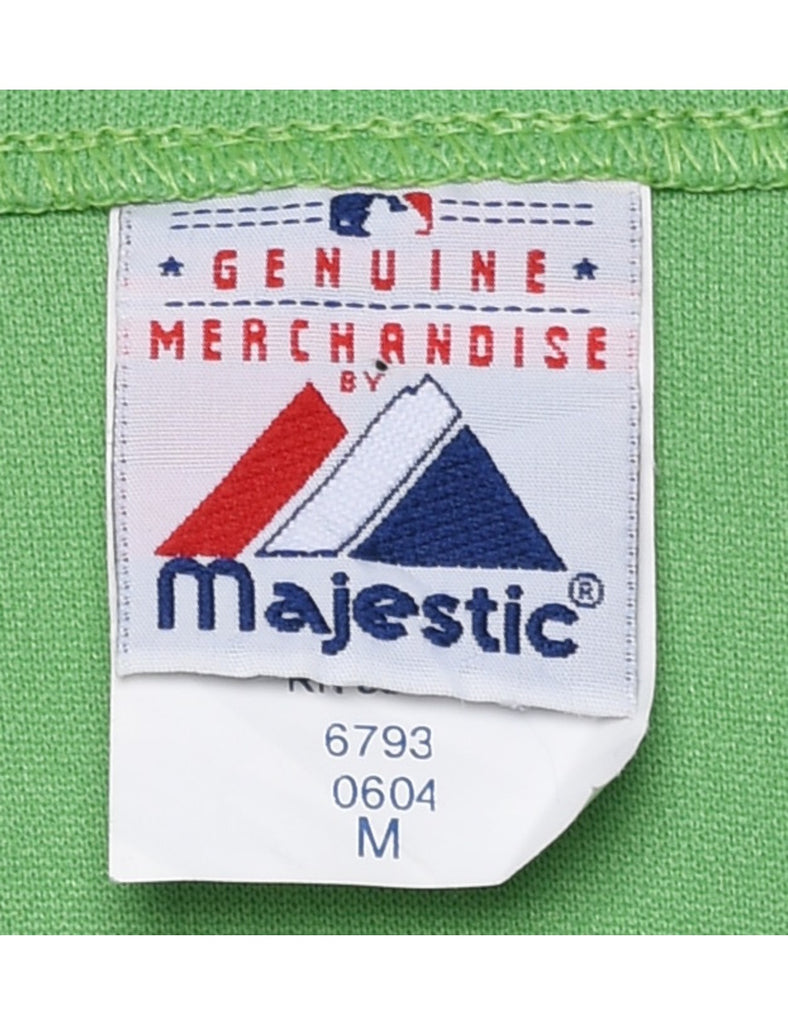 GENUINE
MERCHANDISE
BY
Majestic®
6793
0604
M